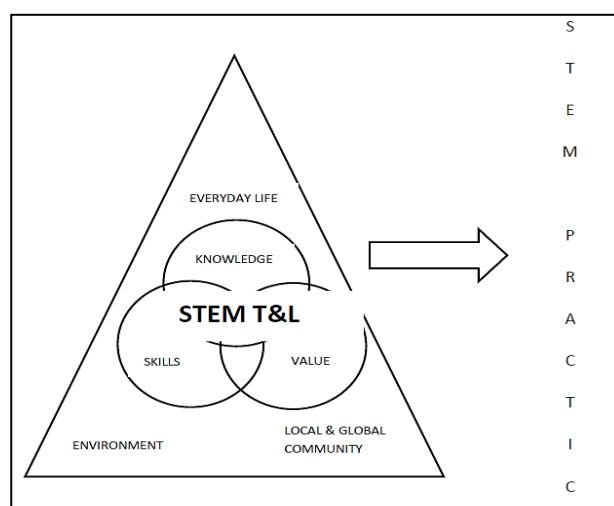 EVERYDAY LIFE
KNOWLEDGE
STEM T&L
SKILLS
VALUE
ENVIRONMENT
LOCAL & GLOBAL
COMMUNITY
S
T
E
M
P
R
A
C
T
I
C